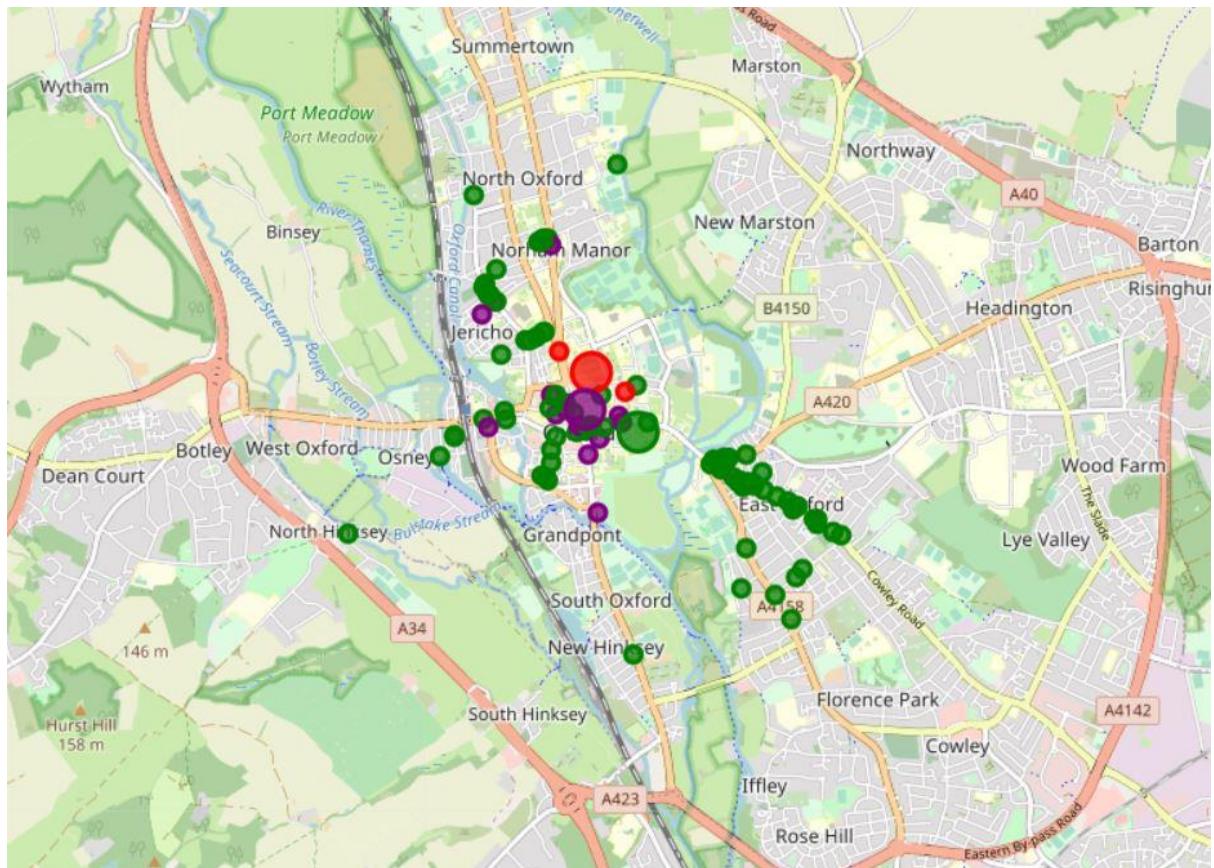 Summertown
Marston
Wytham
Cherwell
Road
Port Meadow
Port Meadow
Northway
North Oxford
A40
New Marston
Binsey
River Thames
Barton
Norham Manor
Oxford Canal
Seacourt Stream
Risinghur
B4150
Headington
Jericho
Botley Stream
A420
West Oxford
Botley
Osney
Dean Court
Wood Farm
East Oxford
The Slade
North Hinksey
Bulstake Stream
Grandpont
Lye Valley
South Oxford
A4158
Cowley Road
A34
146 m
New Hinksey
Florence Park
South Hinksey
Hurst Hill
158 m
A4142
Cowley
Iffley
A423
Rose Hill
Eastern By-pass Road